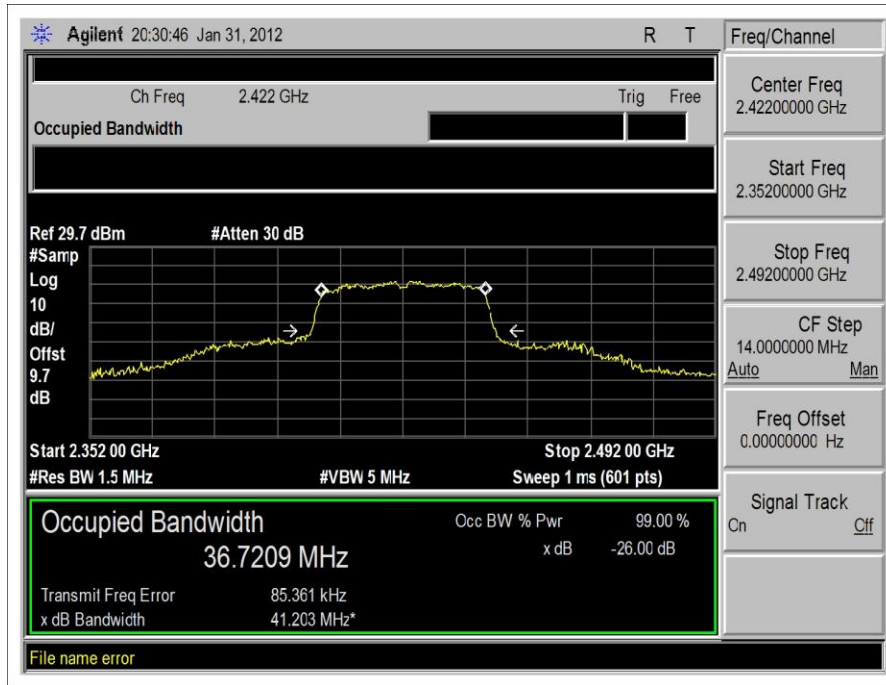 Agilent 20:30:46 Jan 31, 2012 R T
Freq/Channel
Ch Freq 2.422 GHz Trig Free
Occupied Bandwidth
Center Freq
2.42200000 GHz
Start Freq
2.35200000 GHz
Stop Freq
2.49200000 GHz
CF Step
14.0000000 MHz
Auto Man
Freq Offset
0.00000000 Hz
Signal Track
On Off
Ref 29.7 dBm #Atten 30 dB
#Samp
Log
10
dB/
Offst
9.7
dB
Start 2.352 00 GHz Stop 2.492 00 GHz
#Res BW 1.5 MHz #VBW 5 MHz Sweep 1 ms (601 pts)
Occupied Bandwidth
36.7209 MHz
Occ BW % Pwr 99.00 %
x dB -26.00 dB
Transmit Freq Error 85.361 kHz
x dB Bandwidth 41.203 MHz*
File name error